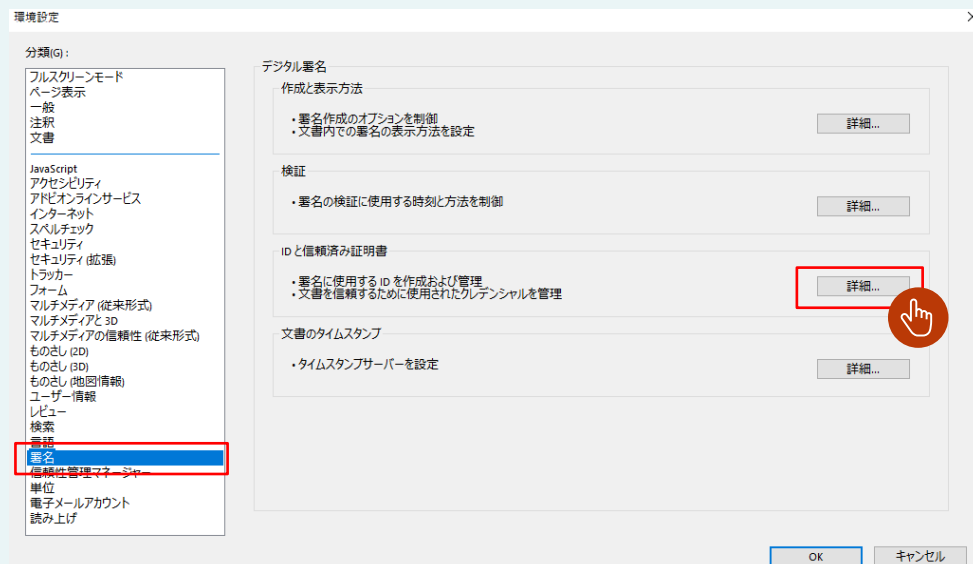 環境設定
分類(G):
フルスクリーンモード
ページ表示
一般
注釈
文書
JavaScript
アクセシビリティ
アドビオンラインサービス
インターネット
スペルチェック
セキュリティ
セキュリティ (拡張)
トラッカー
フォーム
マルチメディア (従来形式)
マルチメディアと 3D
マルチメディアの信頼性 (従来形式)
ものさし (2D)
ものさし (3D)
ものさし (地図情報)
ユーザー情報
レビュー
検索
言語
署名
信頼性管理マネージャー
単位
電子メールアカウント
読み上げ
デジタル署名
作成と表示方法
・署名作成のオプションを制御
・文書内での署名の表示方法を設定
詳細...
検証
・署名の検証に使用する時刻と方法を制御
詳細...
ID と信頼済み証明書
・署名に使用する ID を作成および管理
・文書を信頼するために使用されたクレデンシャルを管理
詳細...
文書のタイムスタンプ
・タイムスタンプサーバーを設定
詳細...
OK
キャンセル